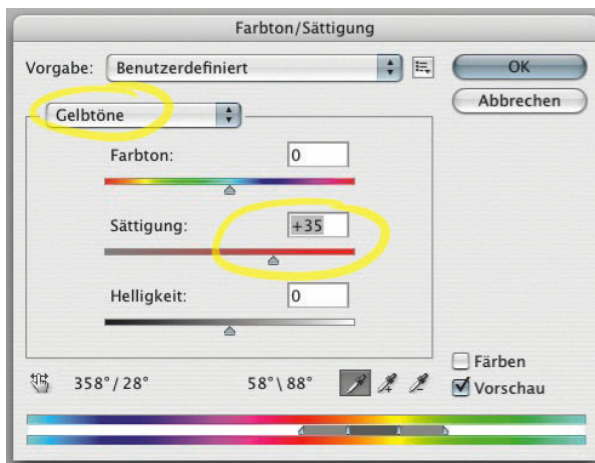 Farbton/Sättigung
Vorgabe: Benutzerdefiniert
OK
Abbrechen
Gelbtöne
Farbton: 0
Sättigung: +35
Helligkeit: 0
Färben
358°/ 28° 58°\ 88° Vorschau